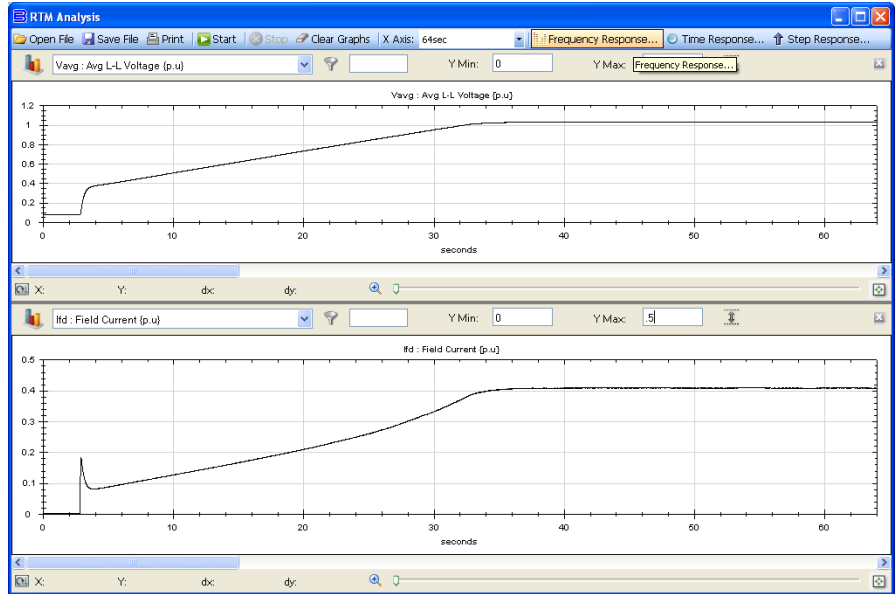 RTM Analysis
Open File Save File Print Start Stop Clear Graphs X Axis: 64sec Frequency Response... Time Response... Step Response...
Vavg : Avg L-L Voltage {p.u} Y Min: 0 Y Max: Frequency Response...
Vavg : Avg L-L Voltage {p.u}
1.2
1
0.8
0.6
0.4
0.2
0
0 10 20 30 40 50 60
seconds
X: Y: dx: dy:
Ifd : Field Current {p.u} Y Min: 0 Y Max: .5
Ifd : Field Current {p.u}
0.5
0.4
0.3
0.2
0.1
0
0 10 20 30 40 50 60
seconds
X: Y: dx: dy: